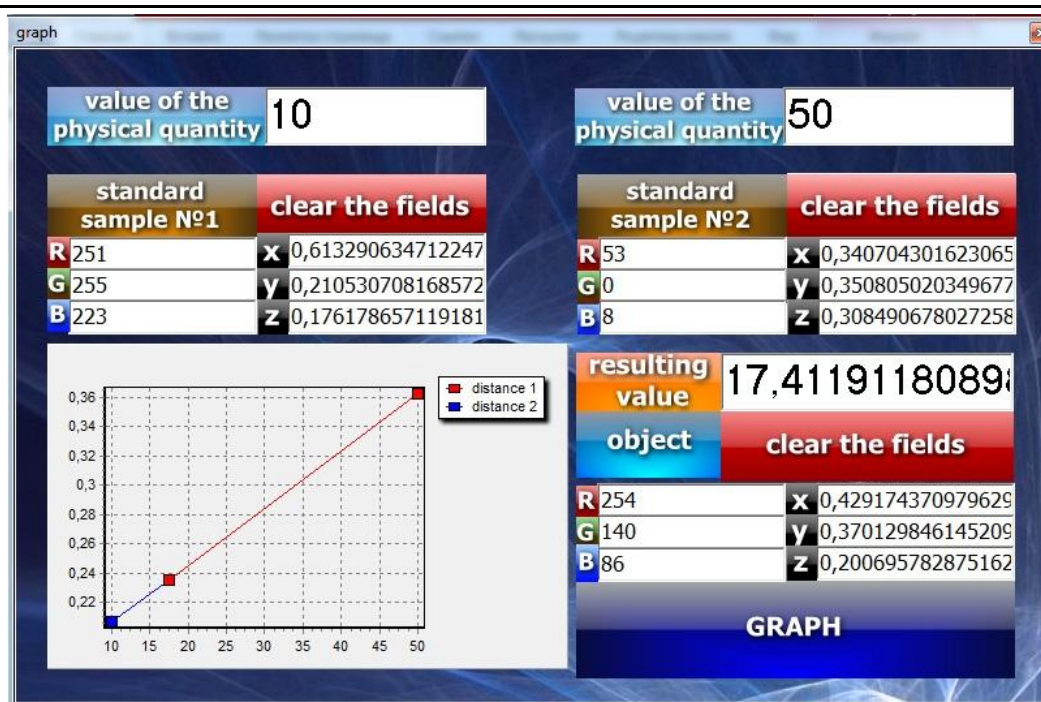 graph
value of the
physical quantity
10
value of the
physical quantity
50
standard
sample №1
clear the fields
R 251
x 0,613290634712247
G 255
y 0,210530708168572
B 223
z 0,176178657119181
standard
sample №2
clear the fields
R 53
x 0,340704301623065
G 0
y 0,350805020349677
B 8
z 0,308490678027258
0,36
0,34
0,32
0,3
0,28
0,26
0,24
0,22
10 15 20 25 30 35 40 45 50
distance 1
distance 2
resulting
value
17,4119118089
object
clear the fields
R 254
x 0,429174370979629
G 140
y 0,370129846145209
B 86
z 0,200695782875162
GRAPH